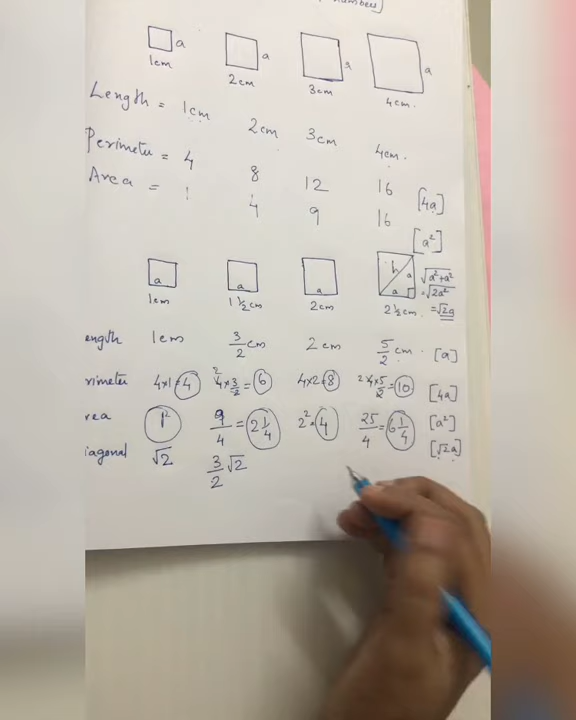 numbers]
a a a a
1cm 2cm 3cm 4cm.
Length = 1cm 2cm 3cm 4cm.
Perimeter = 4 8 12 16 [4a]
Area = 1 4 9 16 [a²]
a a a h a a
√a²+a²
=√2a²
=√2a
1cm 1½cm 2cm 2½cm
ength 1cm 3/2cm 2cm 5/2cm. [a]
rimeter 4×1=4 4×3/2=6 2 4×2=8 2 4×5/2=10 [4a]
rea 1² 9/4=2¼ 2²=4 25/4=6¼ [a²]
iagonal √2 3/2√2 [√2a]